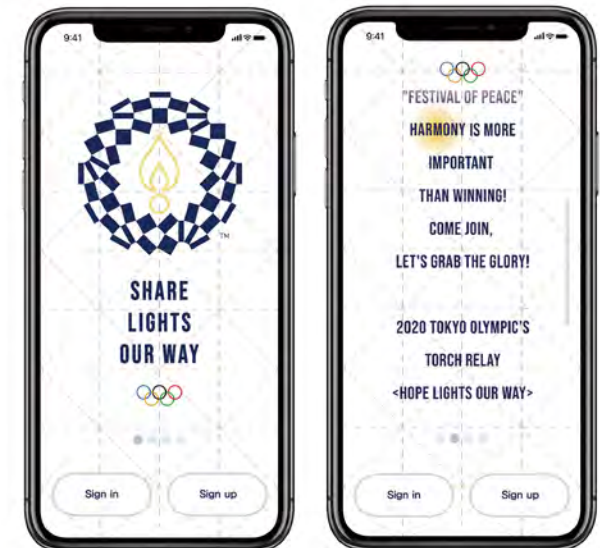 9:41
TM
SHARE
LIGHTS
OUR WAY
Sign in
Sign up
9:41
"FESTIVAL OF PEACE"
HARMONY IS MORE
IMPORTANT
THAN WINNING!
COME JOIN,
LET'S GRAB THE GLORY!
2020 TOKYO OLYMPIC'S
TORCH RELAY
<HOPE LIGHTS OUR WAY>
Sign in
Sign up